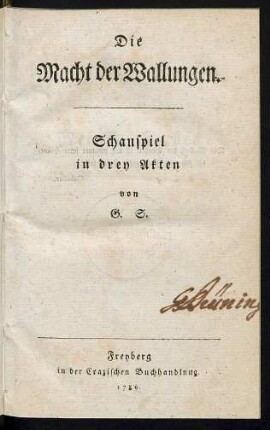 Die
Macht der Wallungen.
Schauspiel
in drey Akten
von
G. S.
Freyberg
in der Crazischen Buchhandlung